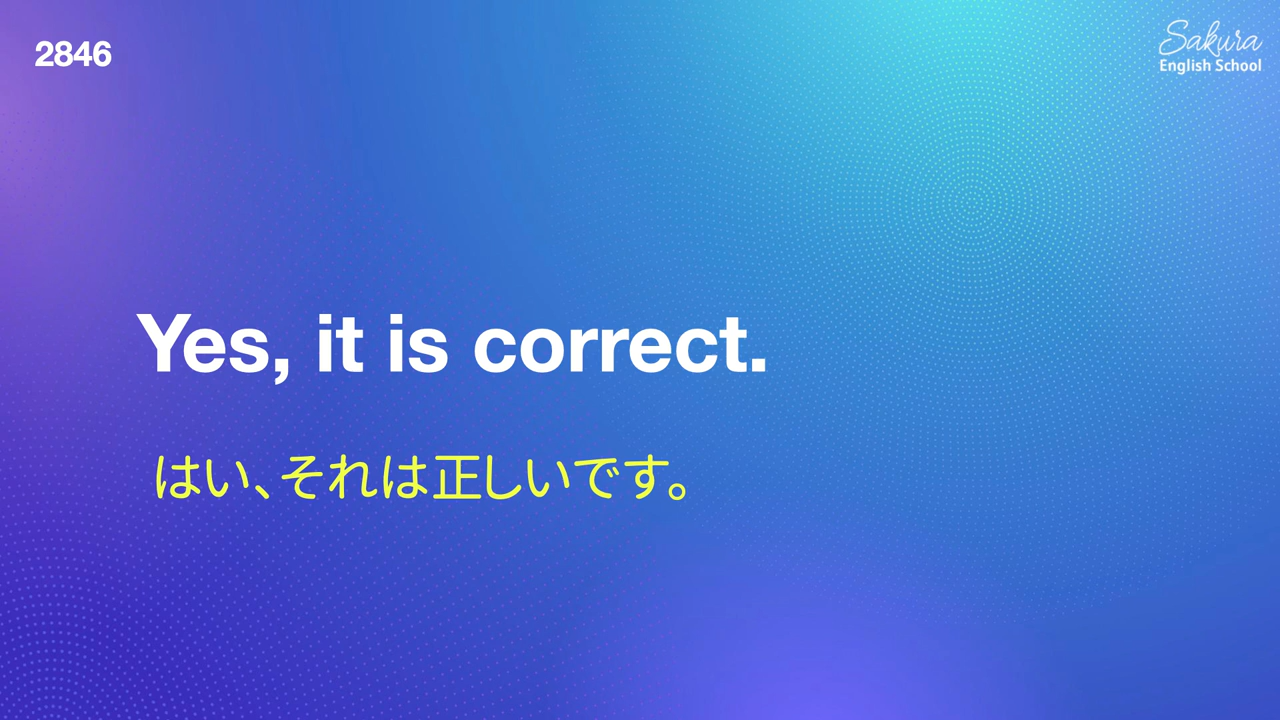 2846
Sakura
English School
Yes, it is correct.
はい、それは正しいです。